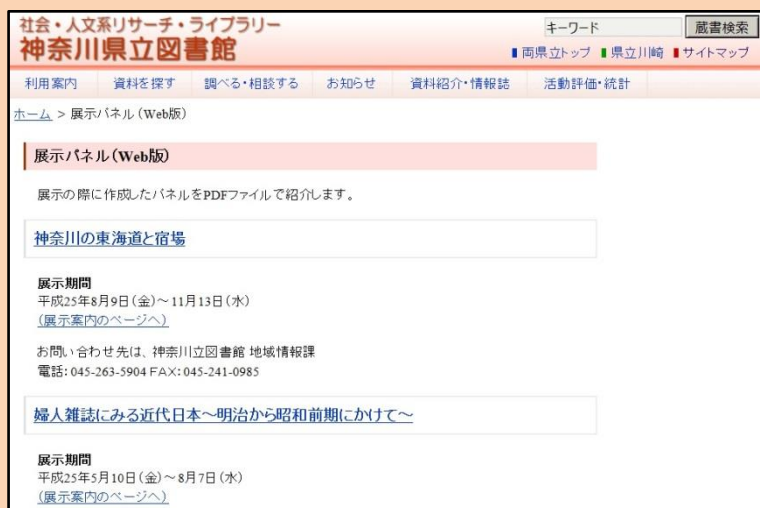 社会・人文系リサーチ・ライブラリー
神奈川県立図書館
キーワード 蔵書検索
両県立トップ 県立川崎 サイトマップ
利用案内 資料を探す 調べる・相談する お知らせ 資料紹介・情報誌 活動評価・統計
ホーム > 展示パネル(Web版)
展示パネル(Web版)
展示の際に作成したパネルをPDFファイルで紹介します。
神奈川の東海道と宿場
展示期間
平成25年8月9日(金)～11月13日(水)
(展示案内のページへ)
お問い合わせ先は、神奈川立図書館 地域情報課
電話:045-263-5904 FAX:045-241-0985
婦人雑誌にみる近代日本～明治から昭和前期にかけて～
展示期間
平成25年5月10日(金)～8月7日(水)
(展示案内のページへ)